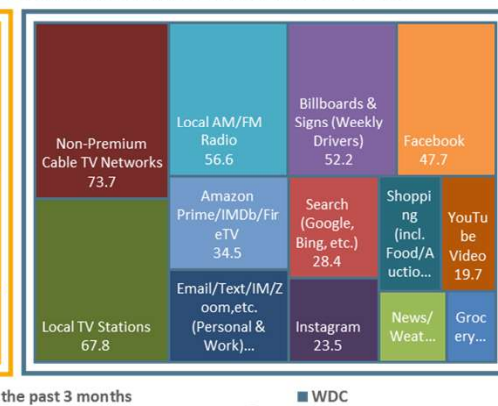 Non-Premium
Cable TV Networks
73.7
Local AM/FM
Radio
56.6
Billboards &
Signs (Weekly
Drivers)
52.2
Facebook
47.7
Local TV Stations
67.8
Amazon
Prime/IMDb/Fir
eTV
34.5
Search
(Google,
Bing, etc.)
28.4
Shoppi
ng
(incl.
Food/A
uctio...
YouTu
be
Video
19.7
Email/Text/IM/Z
oom,etc.
(Personal &
Work)...
Instagram
23.5
News/
Weat...
Groc
ery...
the past 3 months
WDC